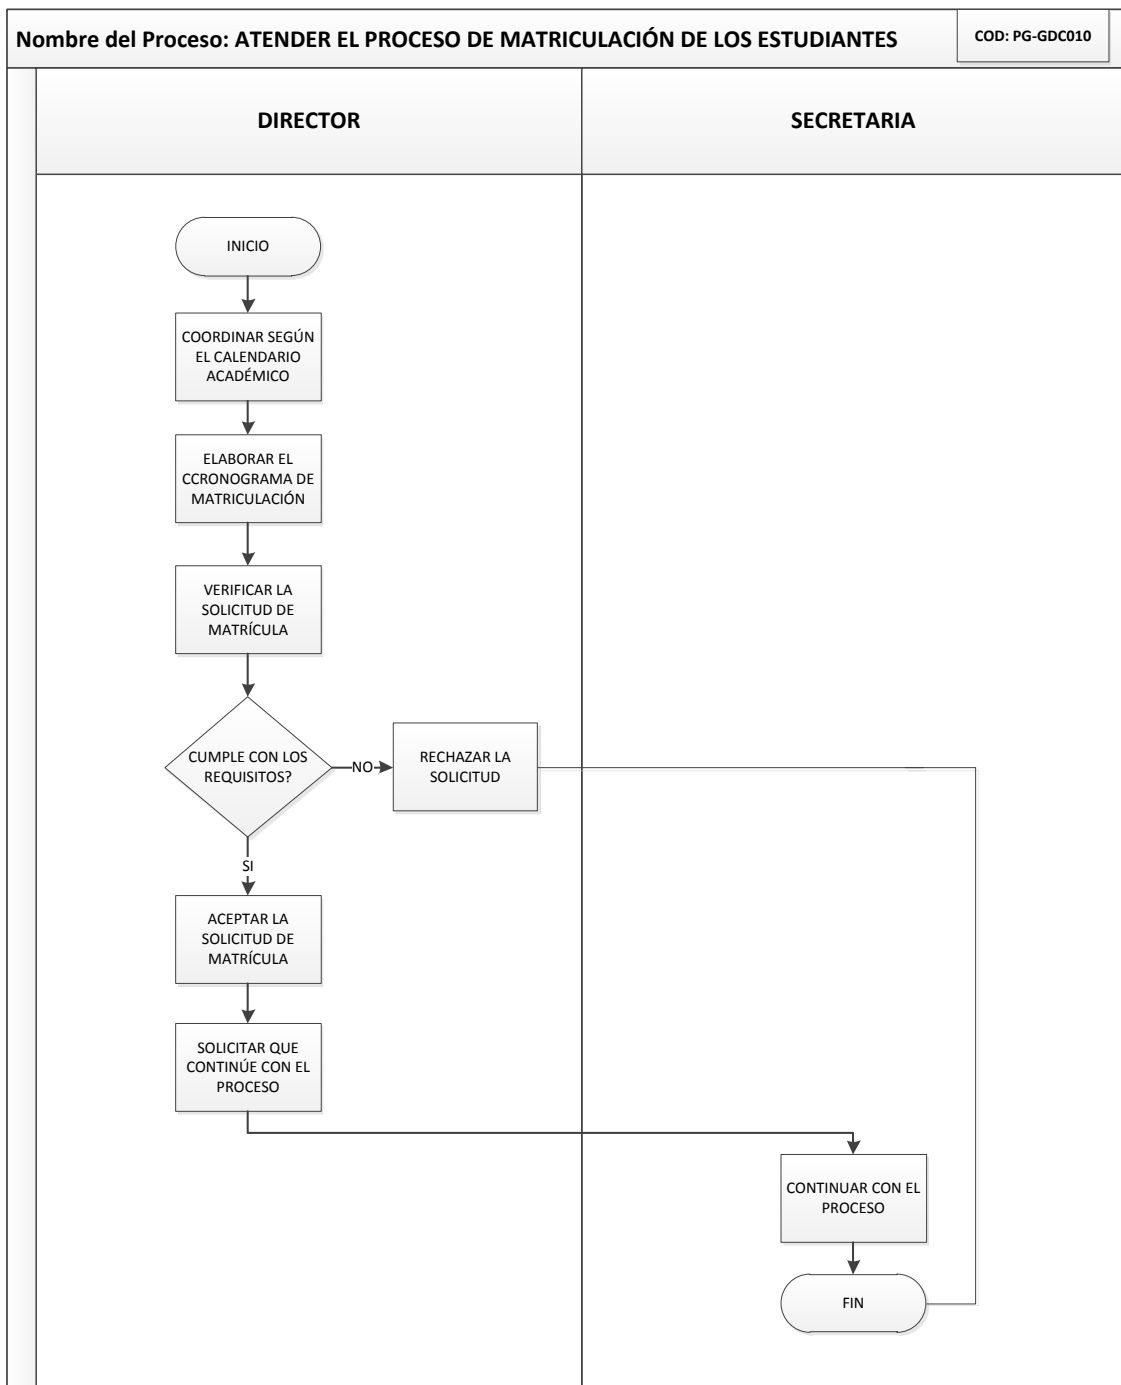 Nombre del Proceso: ATENDER EL PROCESO DE MATRICULACIÓN DE LOS ESTUDIANTES
COD: PG-GDC010
DIRECTOR
SECRETARIA
INICIO
COORDINAR SEGÚN
EL CALENDARIO
ACADÉMICO
ELABORAR EL
CCRONOGRAMA DE
MATRICULACIÓN
VERIFICAR LA
SOLICITUD DE
MATRÍCULA
CUMPLE CON LOS
REQUISITOS?
NO
RECHAZAR LA
SOLICITUD
SI
ACEPTAR LA
SOLICITUD DE
MATRÍCULA
SOLICITAR QUE
CONTINÚE CON EL
PROCESO
CONTINUAR CON EL
PROCESO
FIN